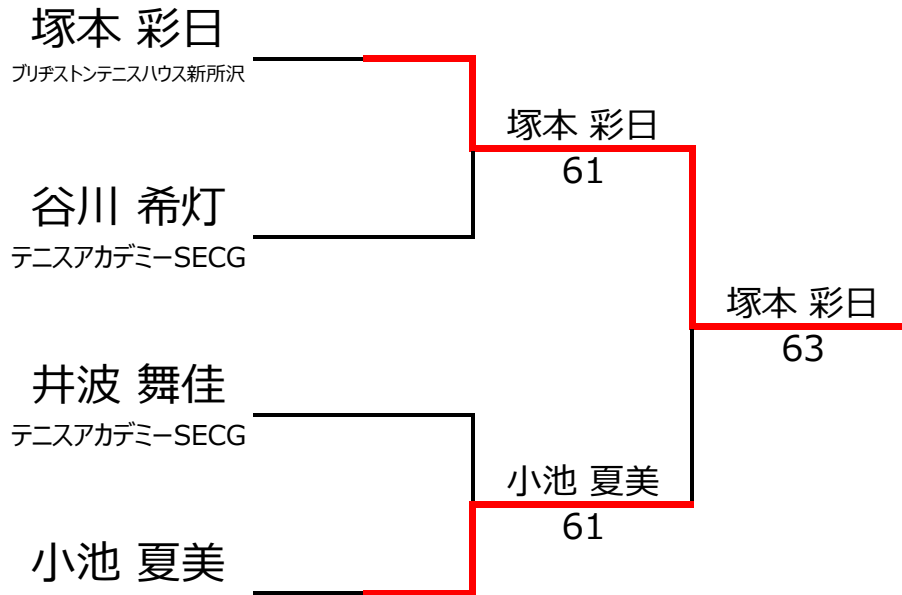 塚本 彩日
ブリヂストンテニスハウス新所沢
塚本 彩日
61
谷川 希灯
テニスアカデミーSECG
塚本 彩日
63
井波 舞佳
テニスアカデミーSECG
小池 夏美
61
小池 夏美